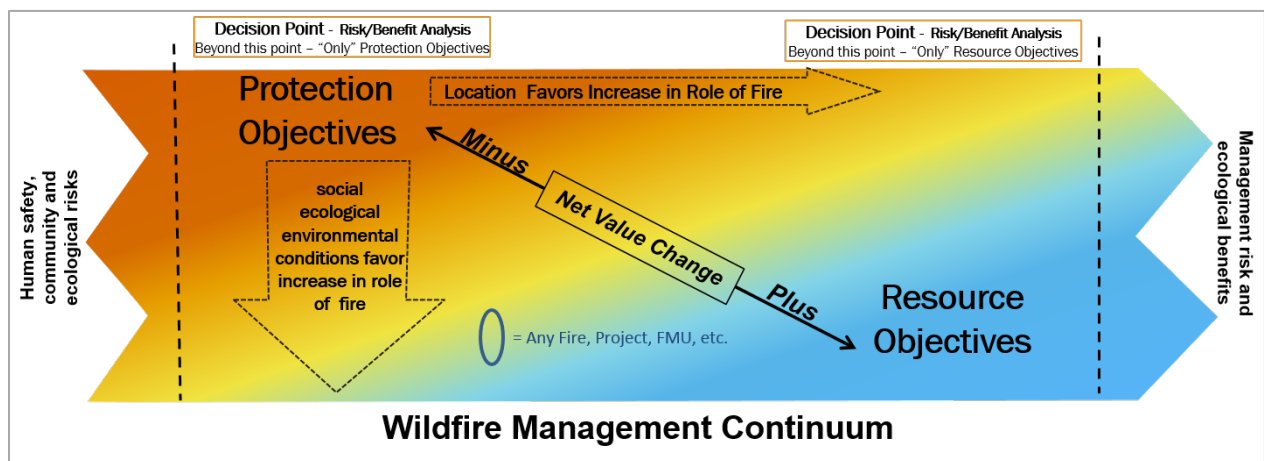 Decision Point - Risk/Benefit Analysis
Beyond this point – “Only” Protection Objectives
Decision Point - Risk/Benefit Analysis
Beyond this point – “Only” Resource Objectives
Human safety,
community and
ecological risks
Protection
Objectives
Location Favors Increase in Role of Fire
social
ecological
environmental
conditions favor
increase in role
of fire
Minus
Net Value Change
Plus
= Any Fire, Project, FMU, etc.
Resource
Objectives
Management risk and
ecological benefits
Wildfire Management Continuum